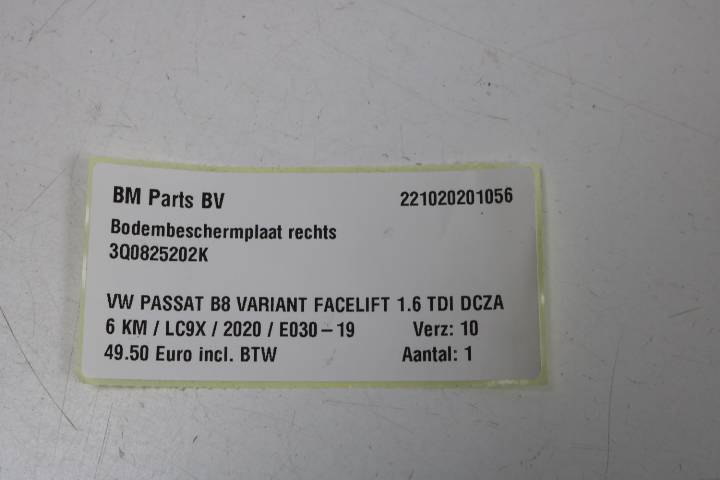 BM Parts BV 221020201056
Bodembeschermplaat rechts
3Q0825202K
VW PASSAT B8 VARIANT FACELIFT 1.6 TDI DCZA
6 KM / LC9X / 2020 / E030-19 Verz: 10
49.50 Euro incl. BTW Aantal: 1